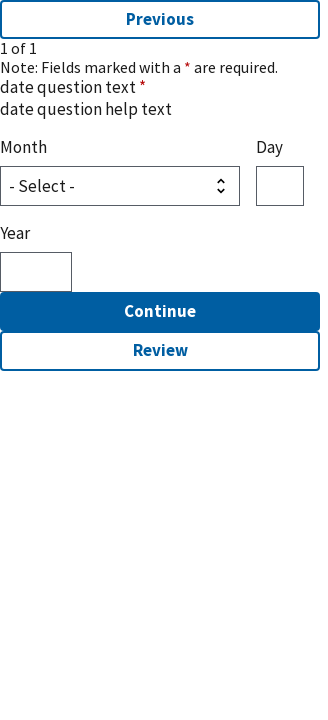 Previous
1 of 1
Note: Fields marked with a * are required.
date question text *
date question help text
Month
Day
- Select -
Year
Continue
Review